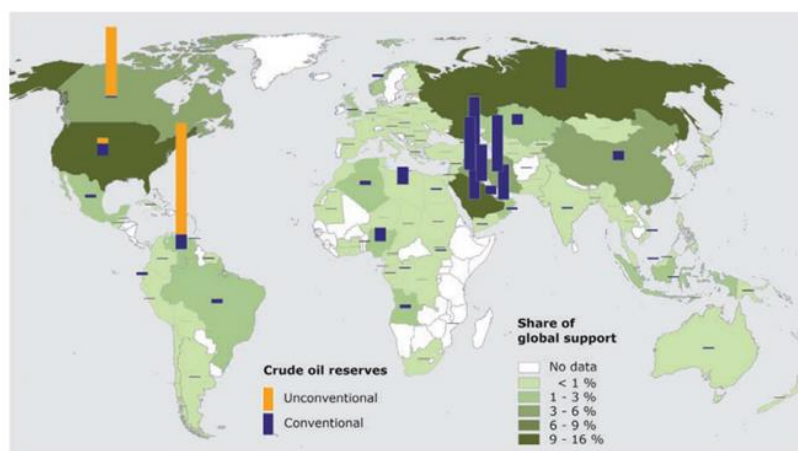 Share of
global support
No data
< 1 %
1 - 3 %
3 - 6 %
6 - 9 %
9 - 16 %
Crude oil reserves
Unconventional
Conventional